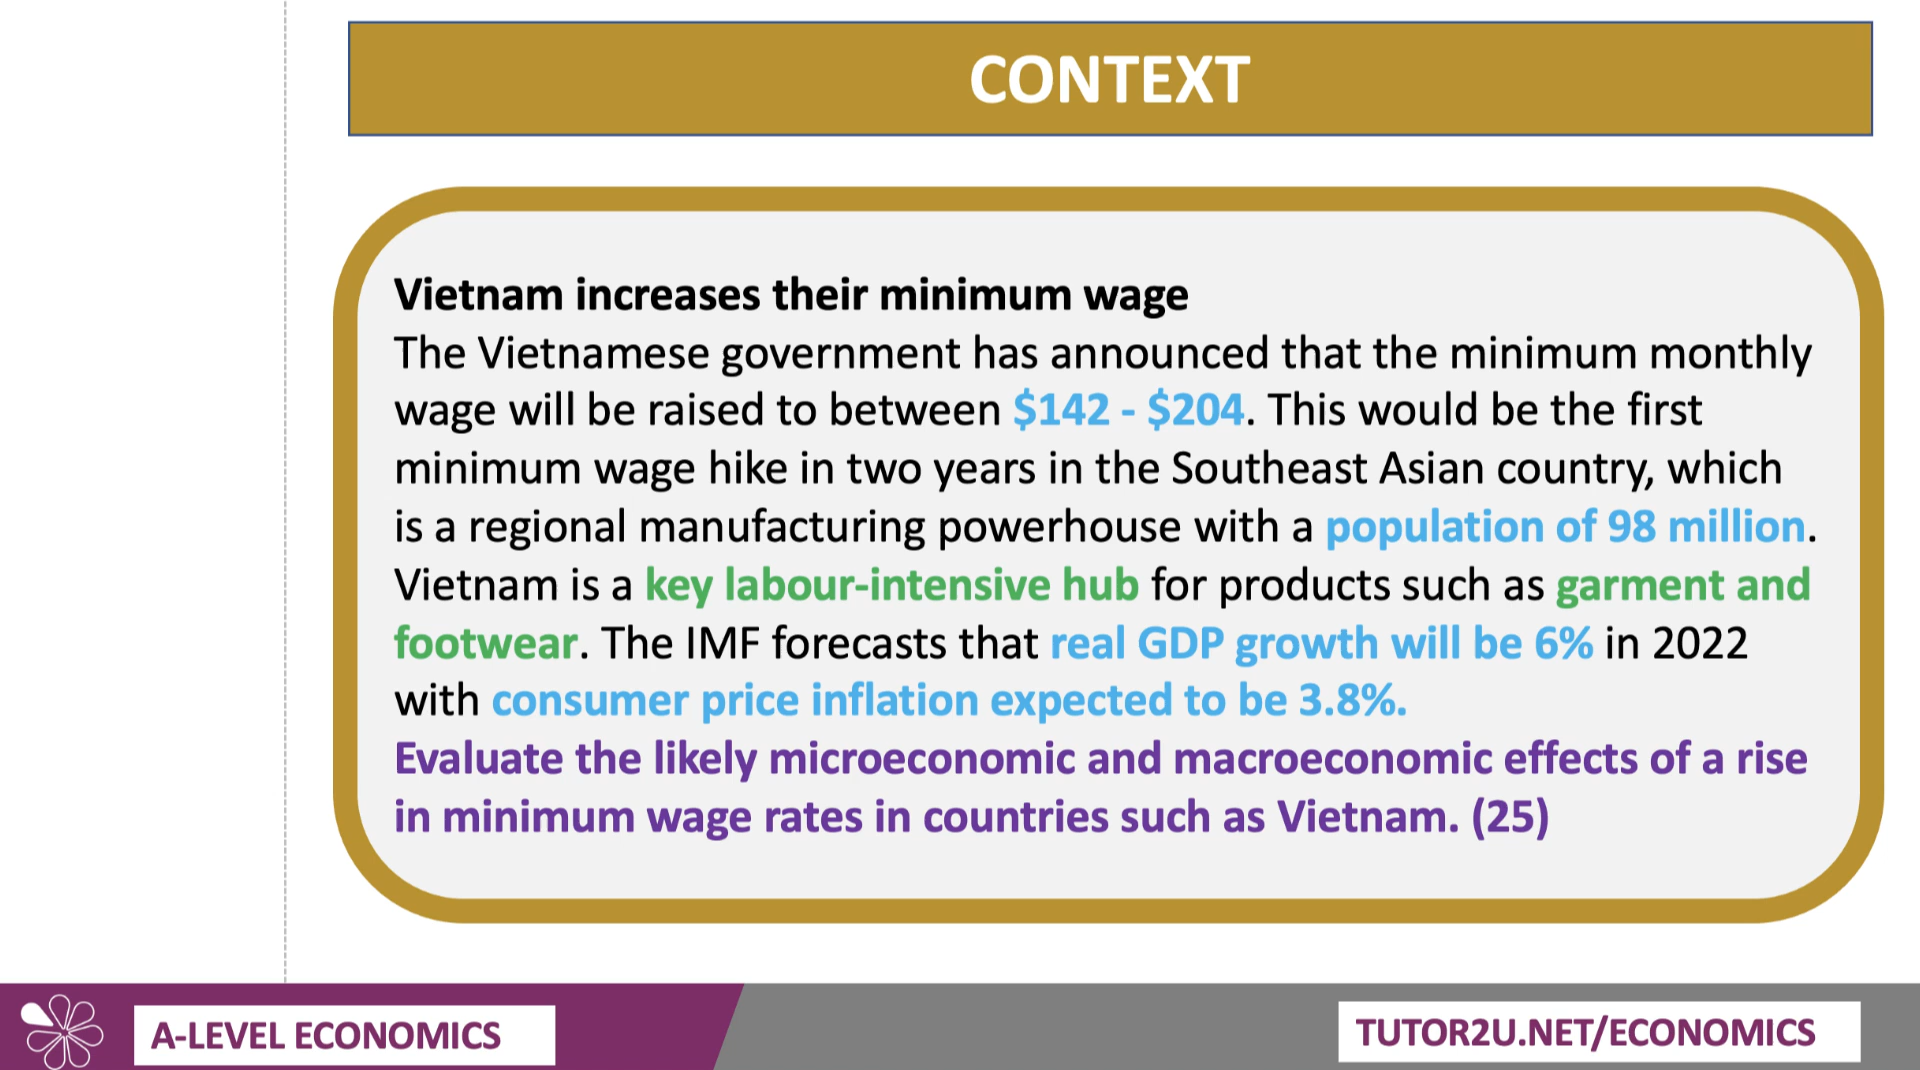 CONTEXT
Vietnam increases their minimum wage
The Vietnamese government has announced that the minimum monthly
wage will be raised to between $142 - $204. This would be the first
minimum wage hike in two years in the Southeast Asian country, which
is a regional manufacturing powerhouse with a population of 98 million.
Vietnam is a key labour-intensive hub for products such as garment and
footwear. The IMF forecasts that real GDP growth will be 6% in 2022
with consumer price inflation expected to be 3.8%.
Evaluate the likely microeconomic and macroeconomic effects of a rise
in minimum wage rates in countries such as Vietnam. (25)
A-LEVEL ECONOMICS
TUTOR2U.NET/ECONOMICS